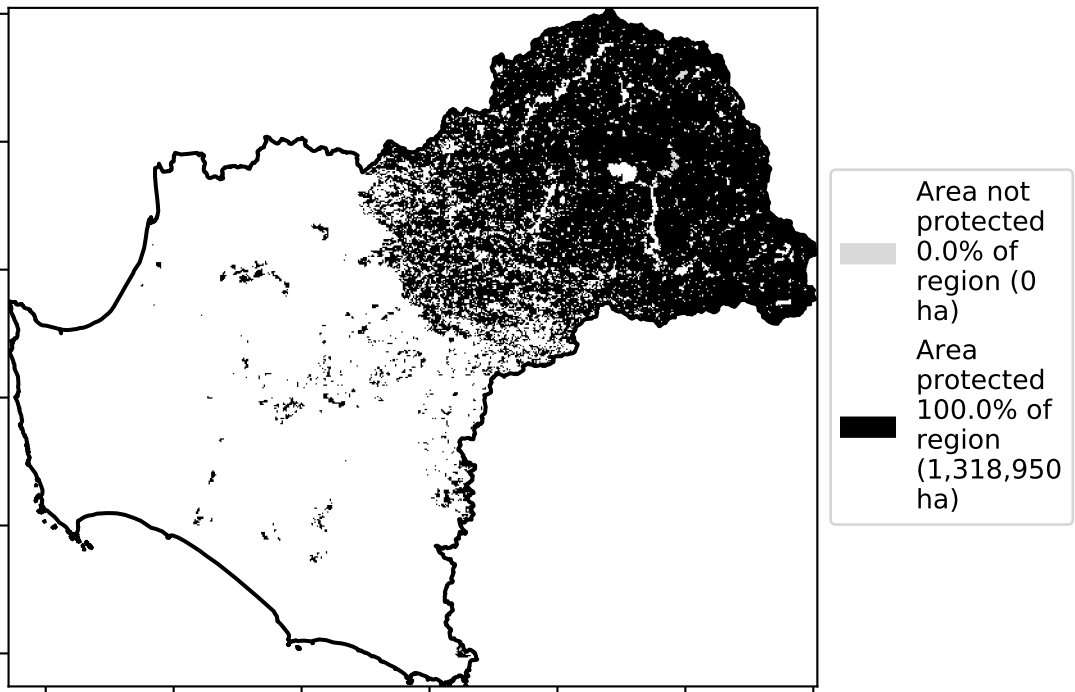 Area not
protected
0.0% of
region (0
ha)
Area
protected
100.0% of
region
(1,318,950
ha)